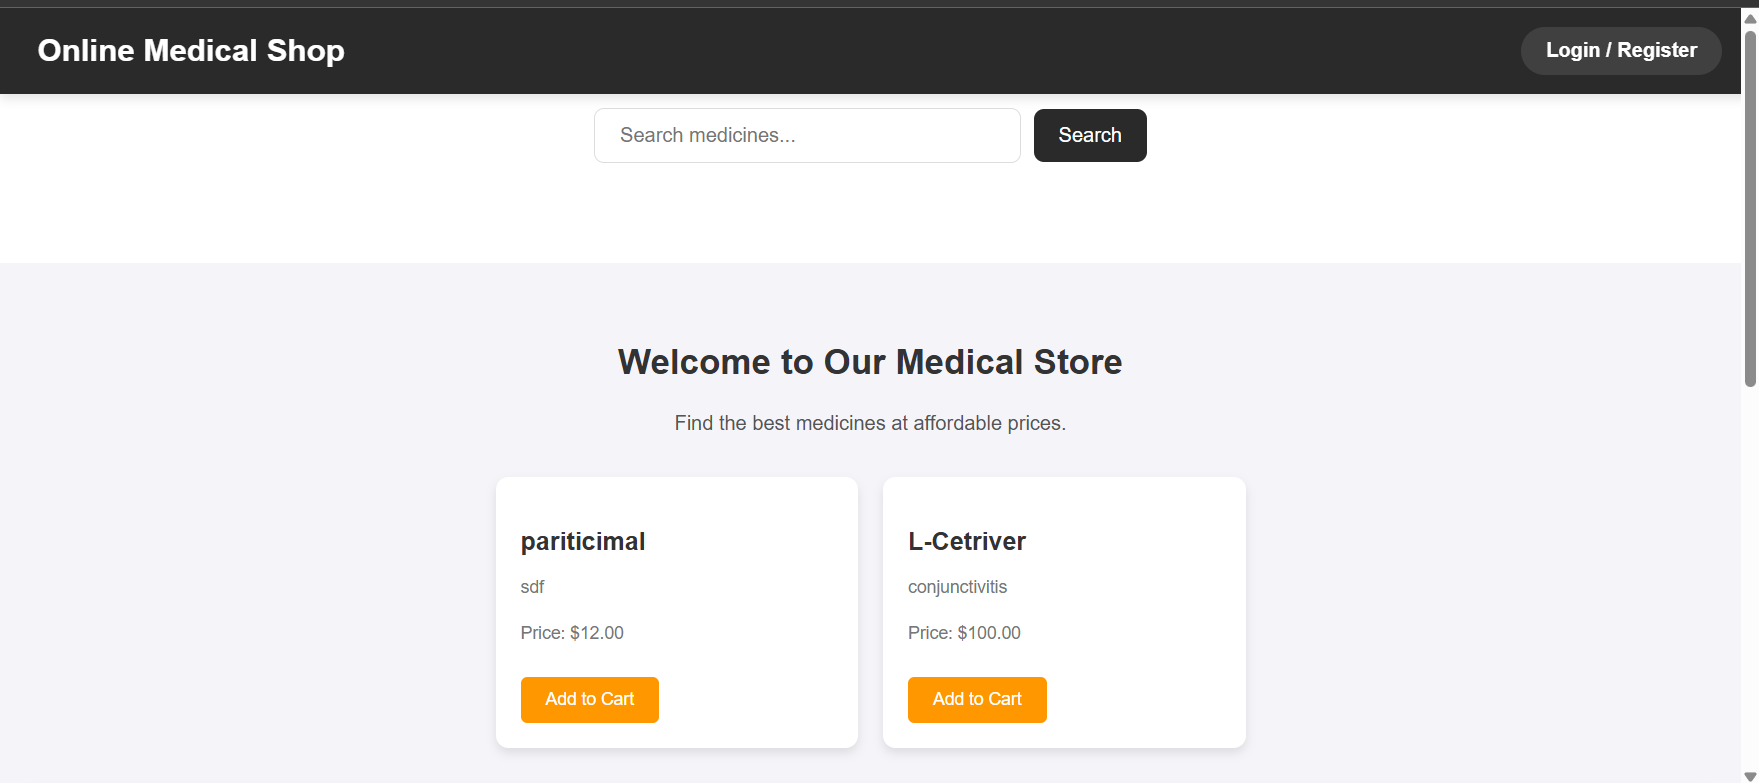 Online Medical Shop
Login / Register
Search medicines...
Search
Welcome to Our Medical Store
Find the best medicines at affordable prices.
pariticimal
sdf
Price: $12.00
Add to Cart
L-Cetriver
conjunctivitis
Price: $100.00
Add to Cart